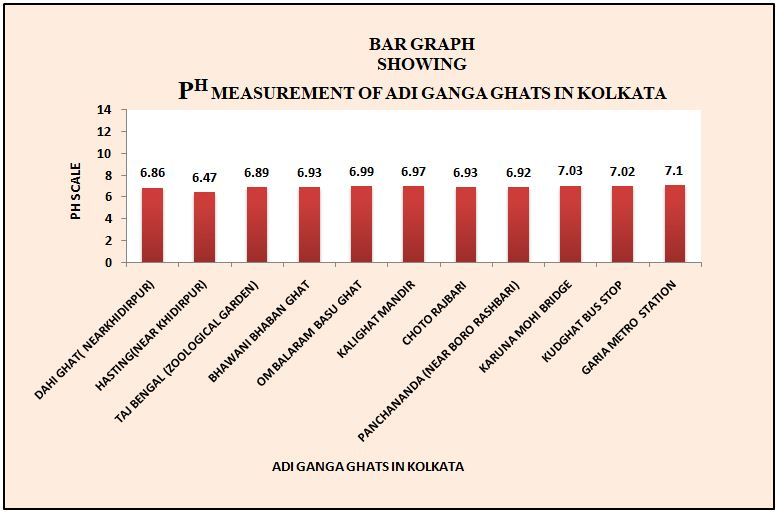 BAR GRAPH
SHOWING
PH MEASUREMENT OF ADI GANGA GHATS IN KOLKATA
PH SCALE
14
12
10
8
6
4
2
0
6.86
6.47
6.89
6.93
6.99
6.97
6.93
6.92
7.03
7.02
7.1
DAHI GHAT( NEARKHIDIRPUR)
HASTING(NEAR KHIDIRPUR)
TAJ BENGAL (ZOOLOGICAL GARDEN)
BHAWANI BHABAN GHAT
OM BALARAM BASU GHAT
KALIGHAT MANDIR
CHOTO RAJBARI
PANCHANANDA (NEAR BORO RASHBARI)
KARUNA MOHI BRIDGE
KUDGHAT BUS STOP
GARIA METRO STATION
ADI GANGA GHATS IN KOLKATA